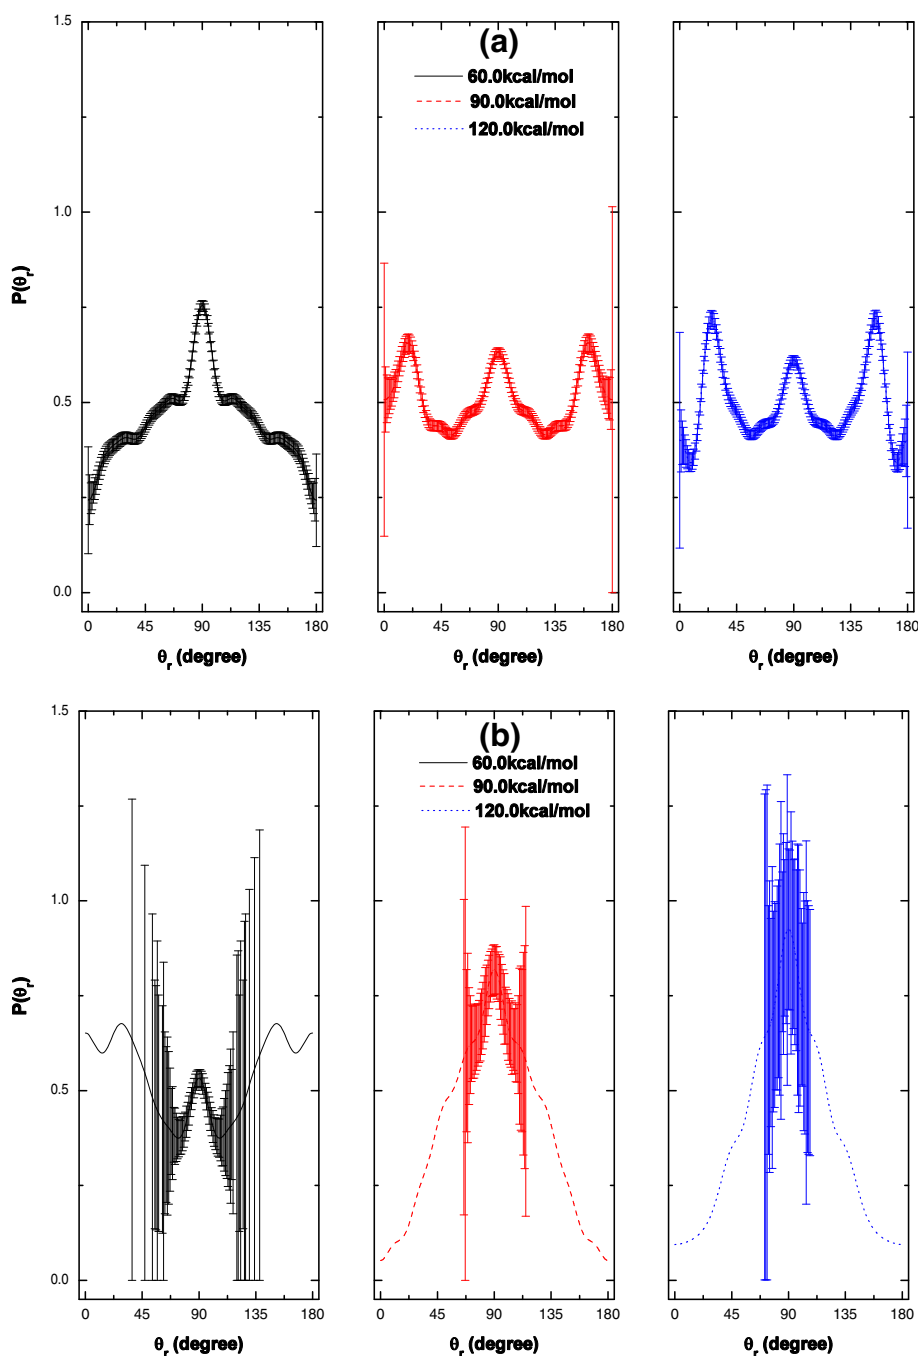 (a)
60.0kcal/mol
90.0kcal/mol
120.0kcal/mol
P(θr)
1.5
1.0
0.5
0.0
0 45 90 135 180
0 45 90 135 180
0 45 90 135 180
θr (degree)
θr (degree)
θr (degree)
(b)
60.0kcal/mol
90.0kcal/mol
120.0kcal/mol
P(θr)
1.5
1.0
0.5
0.0
0 45 90 135 180
0 45 90 135 180
0 45 90 135 180
θr (degree)
θr (degree)
θr (degree)